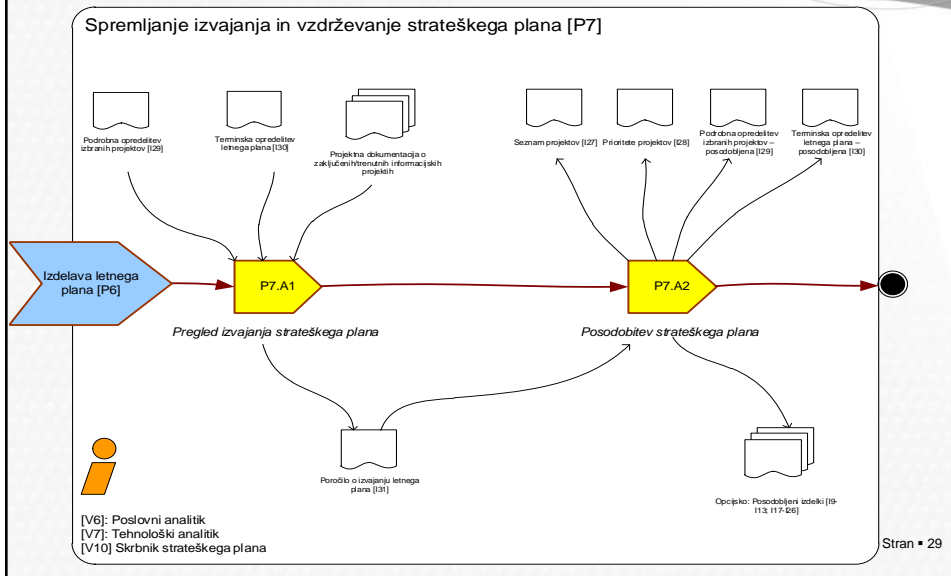 Spremljanje izvajanja in vzdrževanje strateškega plana [P7]
Podrobna opredelitev
izbranih projektov [I29]
Terminska opredelitev
letnega plana [I30]
Projektna dokumentacija o
zaključenih/trenutnih informacijskih
projektih
Seznam projektov [I27]
Prioritete projektov [I28]
Podrobna opredelitev
izbranih projektov –
posodobljena [I29]
Terminska opredelitev
letnega plana –
posodobljena [I30]
Izdelava letnega
plana [P6]
P7.A1
P7.A2
Pregled izvajanja strateškega plana
Posodobitev strateškega plana
Poročilo o izvajanju letnega
plana [I31]
Opcijsko: Posodobljeni izdelki [I9-
I13; I17-I26]
[V6]: Poslovni analitik
[V7]: Tehnološki analitik
[V10] Skrbnik strateškega plana
Stran ▪ 29